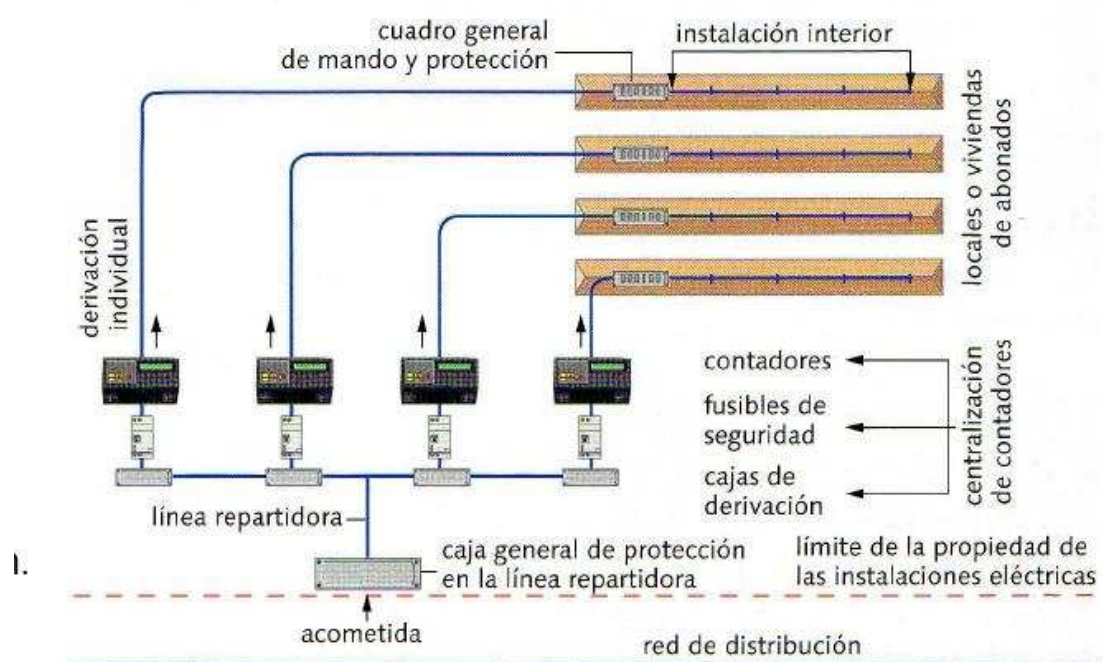 cuadro general
de mando y protección
instalación interior
locales o viviendas
de abonados
derivación
individual
contadores
fusibles de
seguridad
cajas de
derivación
centralización
de contadores
línea repartidora
caja general de protección
en la línea repartidora
límite de la propiedad de
las instalaciones eléctricas
acometida
red de distribución